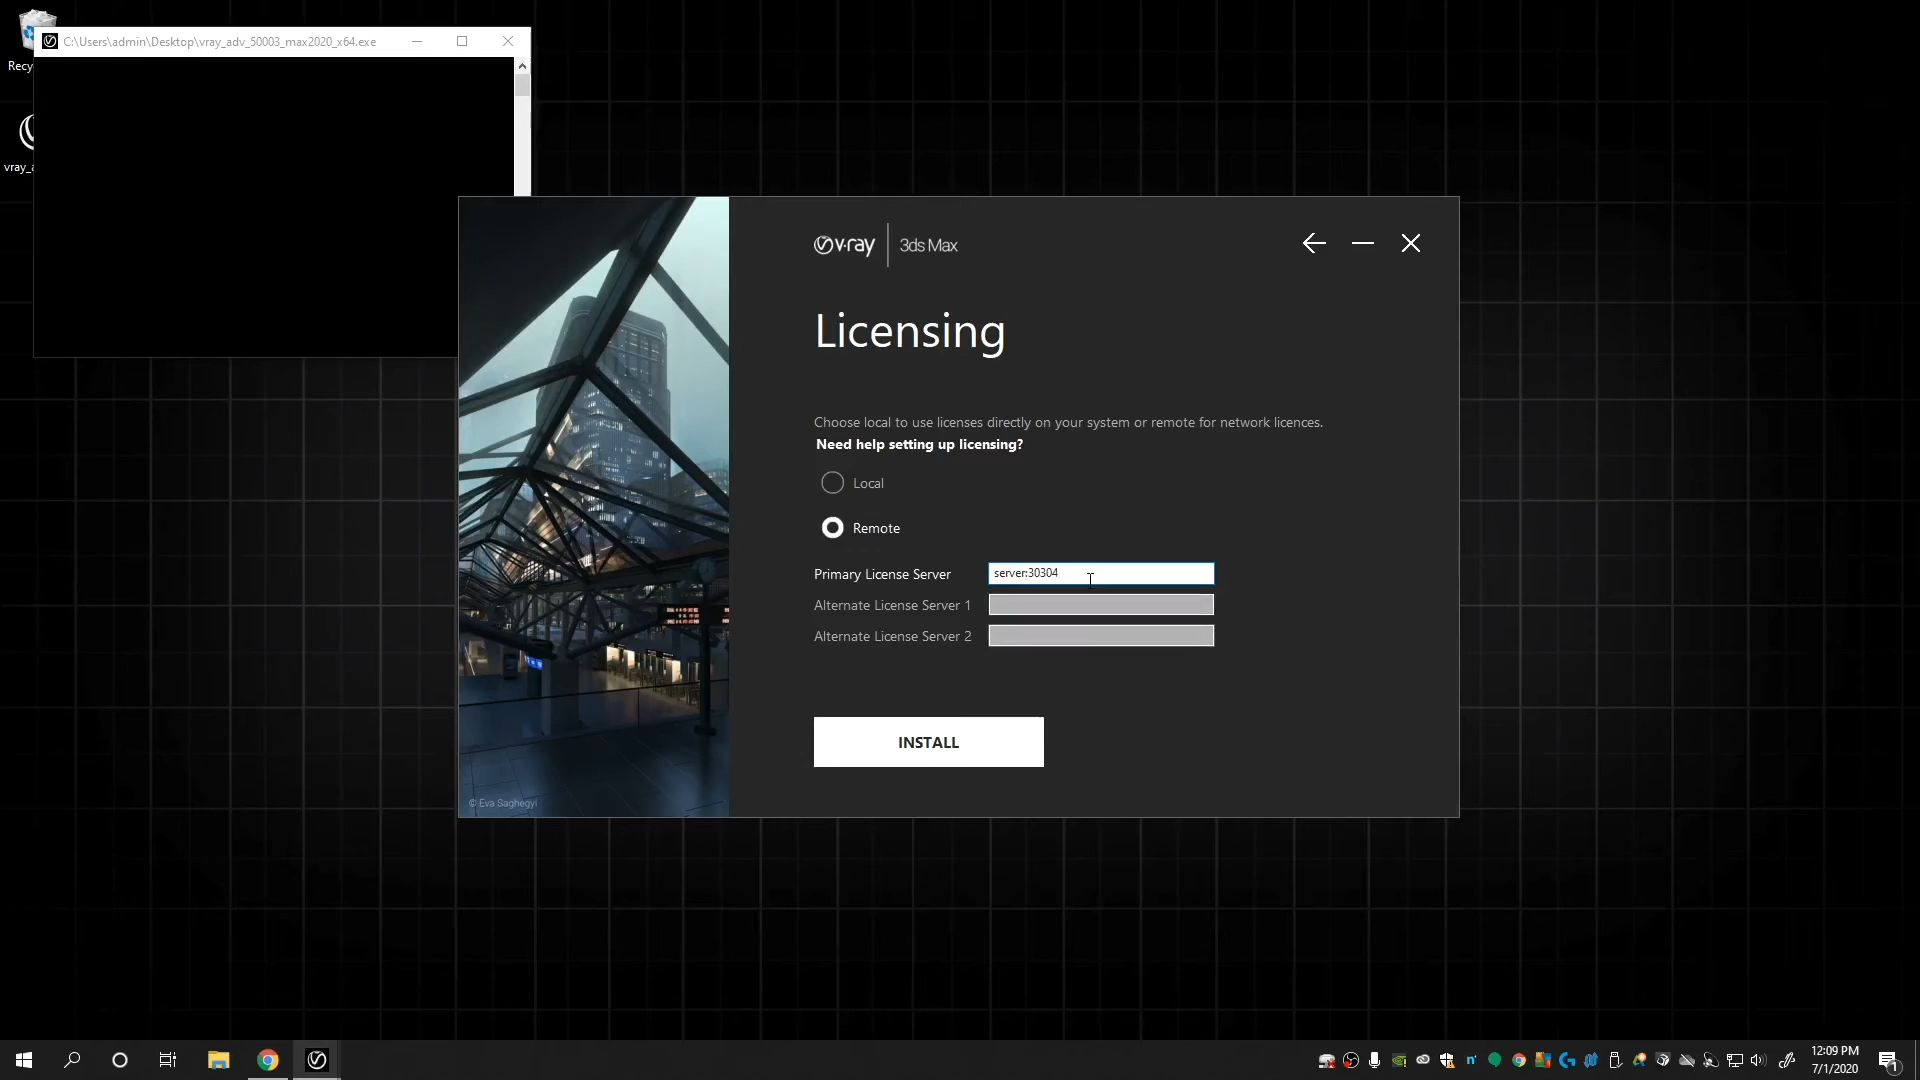 Recy
C:\Users\admin\Desktop\vray_adv_50003_max2020_x64.exe
vray_a
v·ray
3ds Max
Licensing
Choose local to use licenses directly on your system or remote for network licences.
Need help setting up licensing?
Local
Remote
Primary License Server
server:30304
Alternate License Server 1
Alternate License Server 2
INSTALL
© Eva Saghegyi
12:09 PM
7/1/2020
1